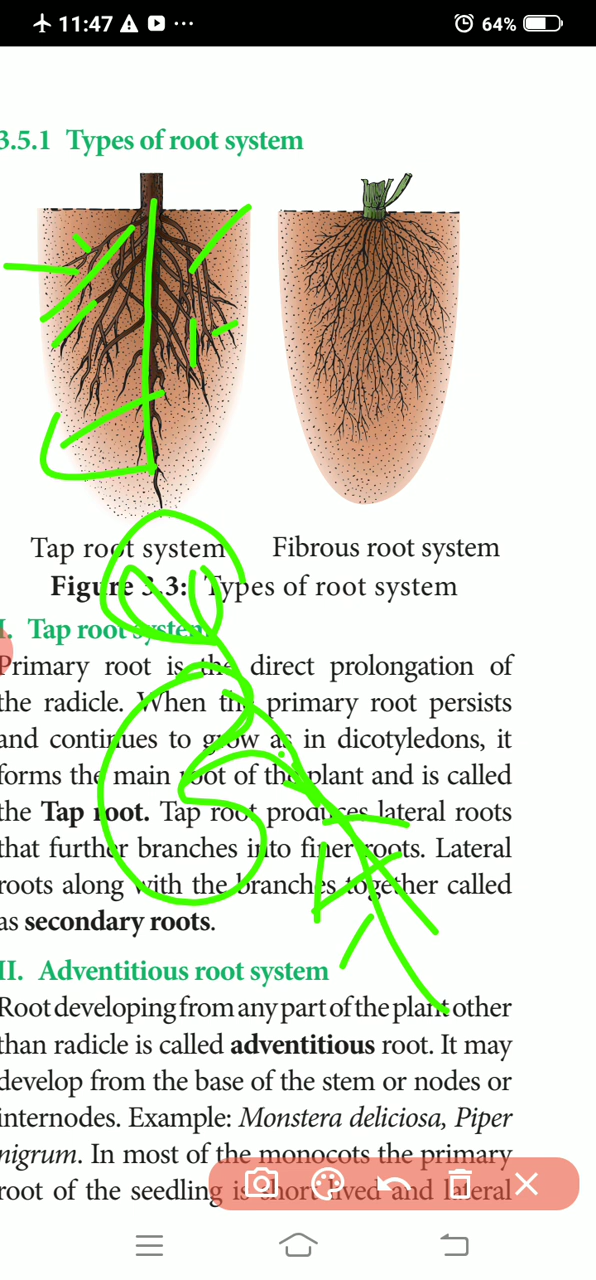 11:47
64%
3.5.1 Types of root system
Tap root system
Fibrous root system
Figure 3.3: Types of root system
I. Tap root system
Primary root is the direct prolongation of
the radicle. When the primary root persists
and continues to grow as in dicotyledons, it
forms the main root of the plant and is called
the Tap root. Tap root produces lateral roots
that further branches into finer roots. Lateral
roots along with the branches together called
as secondary roots.
II. Adventitious root system
Root developing from any part of the plant other
than radicle is called adventitious root. It may
develop from the base of the stem or nodes or
internodes. Example: Monstera deliciosa, Piper
nigrum. In most of the monocots the primary
root of the seedling is short lived and lateral